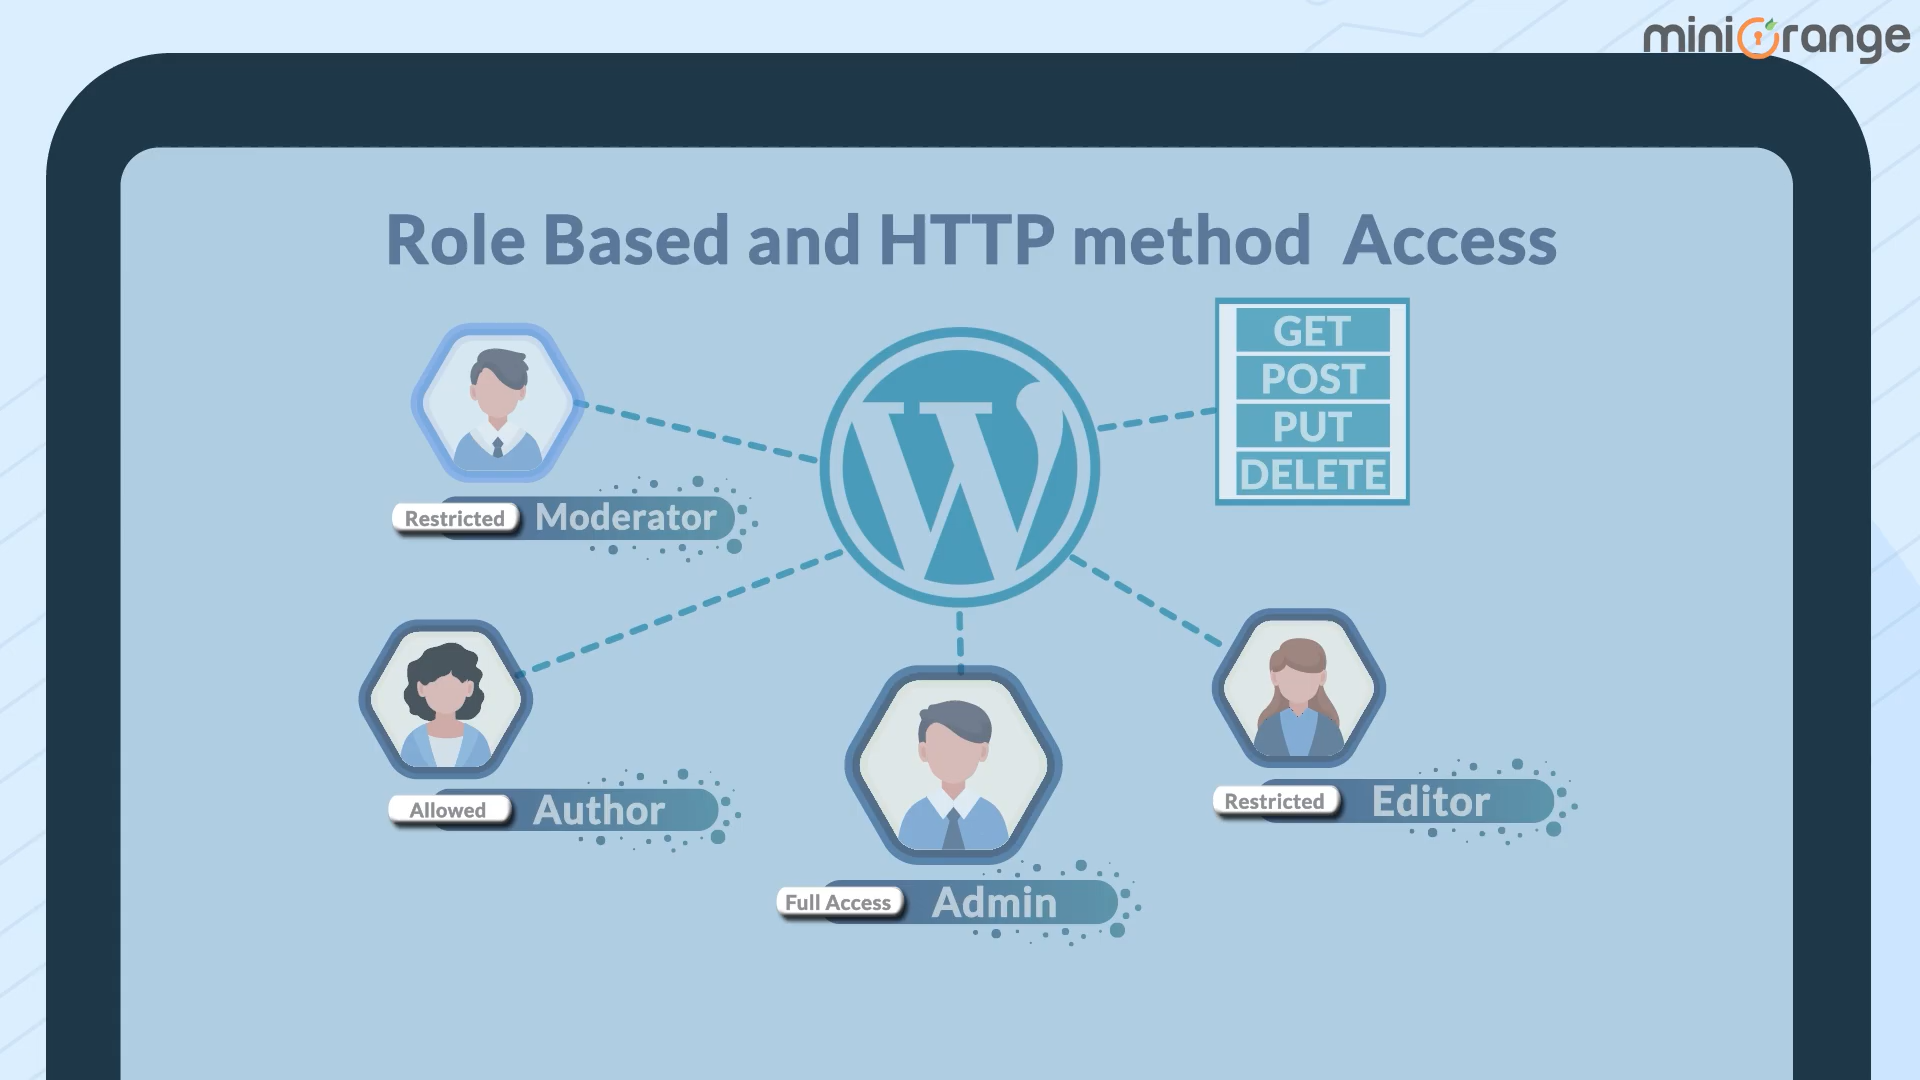 miniOrange
Role Based and HTTP method Access
GET
POST
PUT
DELETE
Restricted Moderator
Allowed Author
Restricted Editor
Full Access Admin